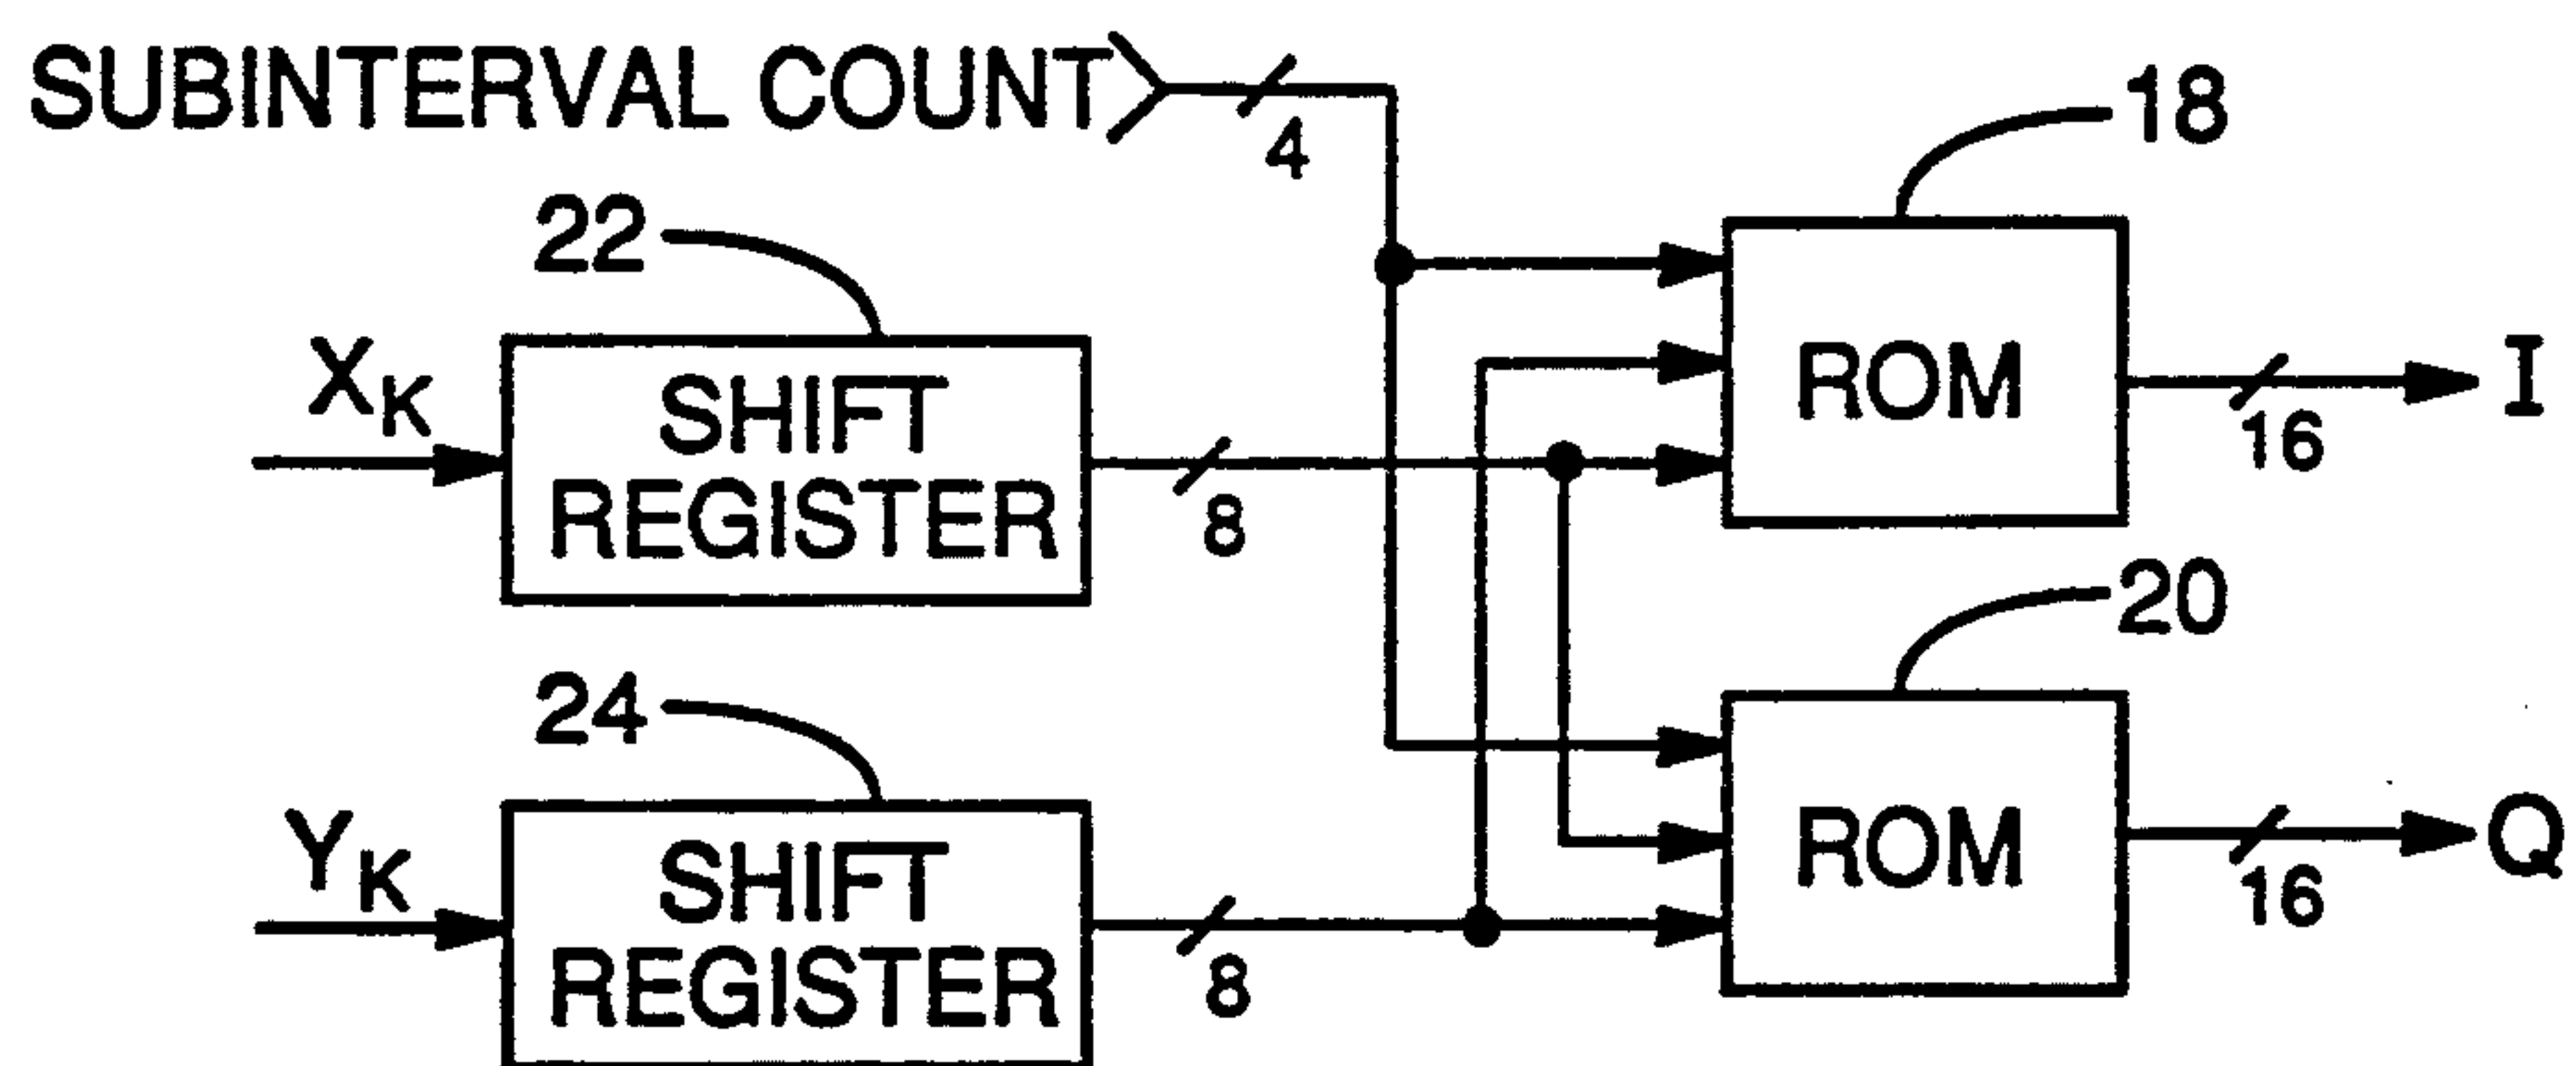 SUBINTERVAL COUNT
4
18
22
X_K
SHIFT
REGISTER
8
ROM
16
I
20
24
Y_K
SHIFT
REGISTER
8
ROM
16
Q